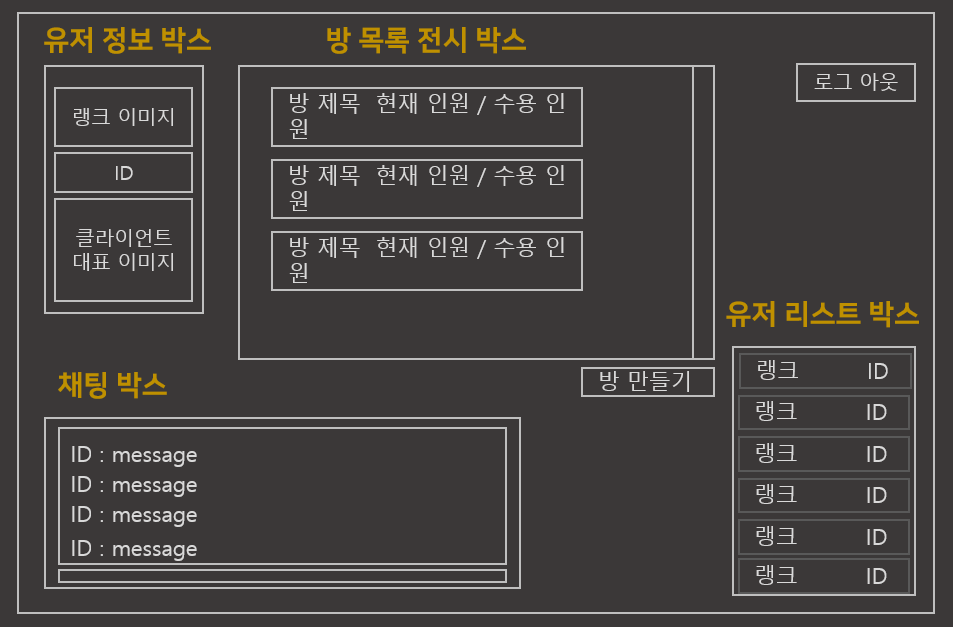 유저 정보 박스
랭크 이미지
ID
클라이언트
대표 이미지
방 목록 전시 박스
방 제목 현재 인원 / 수용 인
원
방 제목 현재 인원 / 수용 인
원
방 제목 현재 인원 / 수용 인
원
로그 아웃
방 만들기
유저 리스트 박스
랭크 ID
랭크 ID
랭크 ID
랭크 ID
랭크 ID
랭크 ID
채팅 박스
ID : message
ID : message
ID : message
ID : message